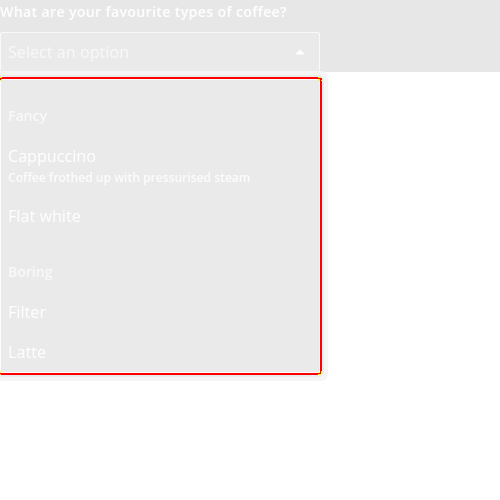 What are your favourite types of coffee?
Select an option
Fancy
Cappuccino
Coffee frothed up with pressurised steam
Flat white
Boring
Filter
Latte